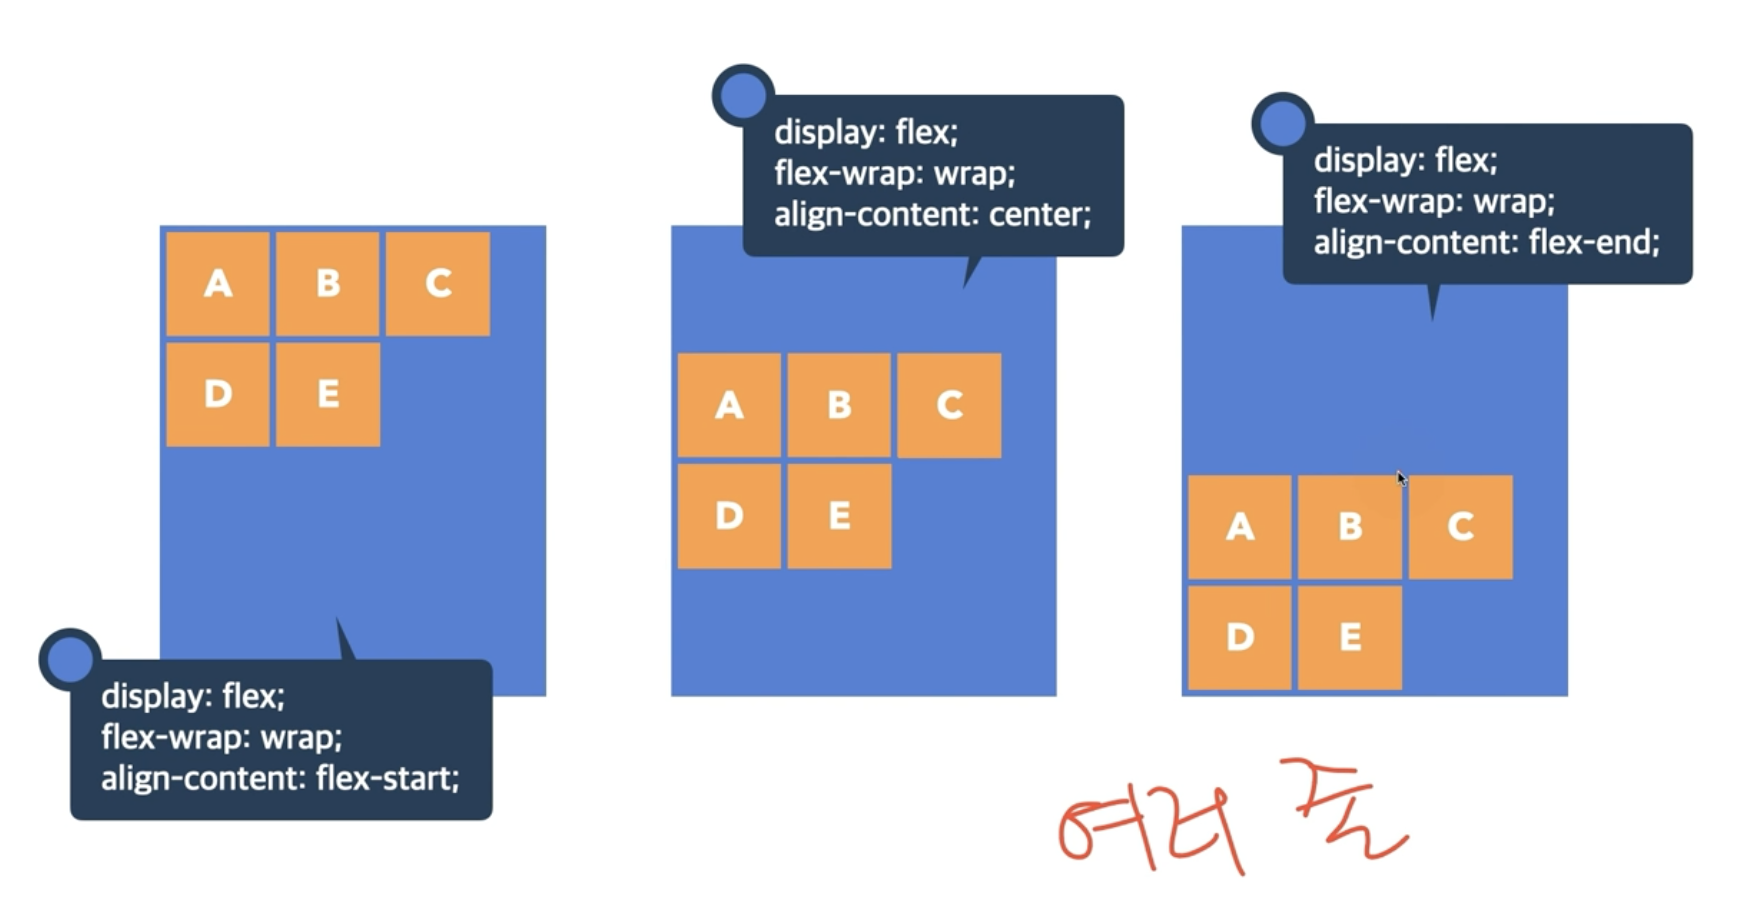 display: flex;
flex-wrap: wrap;
align-content: center;
display: flex;
flex-wrap: wrap;
align-content: flex-end;
A B C
D E
A B C
D E
A B C
D E
display: flex;
flex-wrap: wrap;
align-content: flex-start;
여러 줄